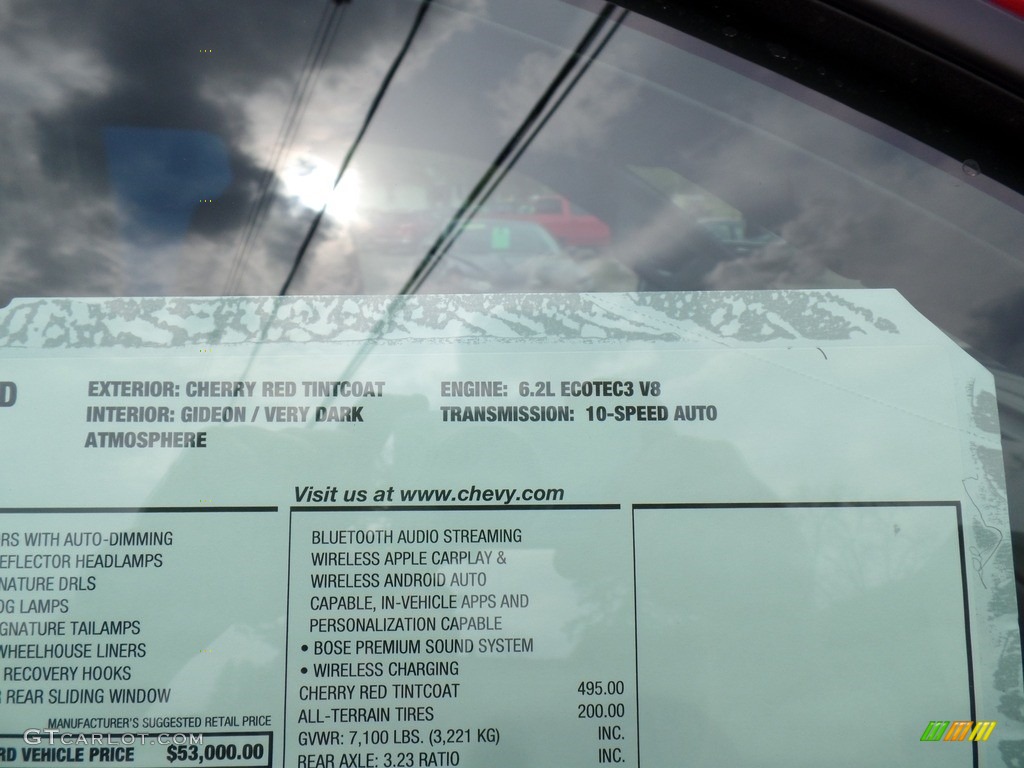 D
EXTERIOR: CHERRY RED TINTCOAT
INTERIOR: GIDEON / VERY DARK
ATMOSPHERE
ENGINE: 6.2L ECOTEC3 V8
TRANSMISSION: 10-SPEED AUTO
Visit us at www.chevy.com
RS WITH AUTO-DIMMING
EFLECTOR HEADLAMPS
NATURE DRLS
OG LAMPS
GNATURE TAILAMPS
WHEELHOUSE LINERS
RECOVERY HOOKS
R REAR SLIDING WINDOW
MANUFACTURER'S SUGGESTED RETAIL PRICE
RD VEHICLE PRICE $53,000.00
BLUETOOTH AUDIO STREAMING
WIRELESS APPLE CARPLAY &
WIRELESS ANDROID AUTO
CAPABLE, IN-VEHICLE APPS AND
PERSONALIZATION CAPABLE
• BOSE PREMIUM SOUND SYSTEM
• WIRELESS CHARGING
CHERRY RED TINTCOAT 495.00
ALL-TERRAIN TIRES 200.00
GVWR: 7,100 LBS. (3,221 KG) INC.
REAR AXLE: 3.23 RATIO INC.
GTcarlot.com